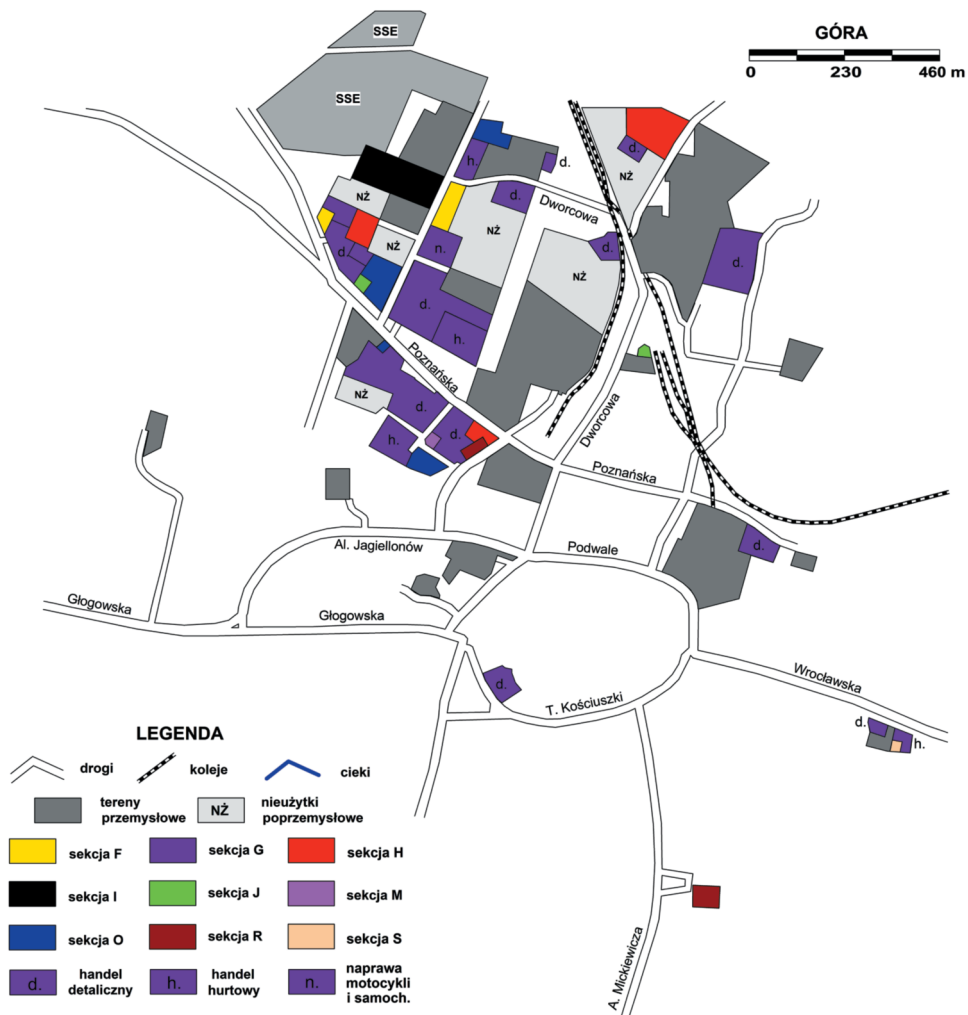 GÓRA
0 230 460 m
SSE
SSE
d.
NŻ
h.
d.
NŻ
d.
Dworcowa
NŻ
n.
NŻ
d.
NŻ
d.
d.
d.
h.
Poznańska
NŻ
d.
h.
d.
Dworcowa
Poznańska
Al. Jagiellonów
Podwale
d.
Głogowska
Głogowska
Wrocławska
d.
T. Kościuszki
d.
h.
A. Mickiewicza
LEGENDA
drogi koleje cieki
tereny
przemysłowe
NŻ
nieużytki
poprzemysłowe
sekcja F sekcja G sekcja H
sekcja I sekcja J sekcja M
sekcja O sekcja R sekcja S
d.
handel
detaliczny
h.
handel
hurtowy
n.
naprawa
motocykli
i samoch.